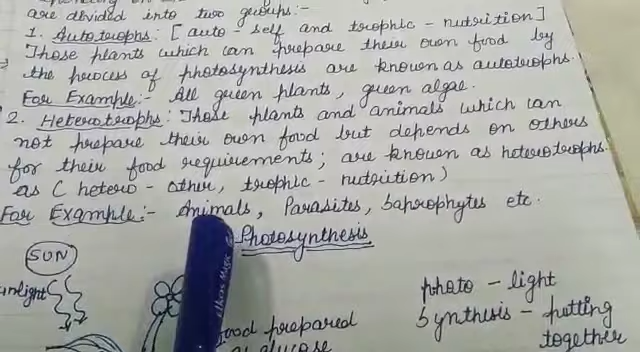 are divided into two groups:-
1. Autotrophs: [auto - self and trophic - nutrition]
Those plants which can prepare their own food by
the process of photosynthesis are known as autotrophs.
For Example:- All green plants, green algae.
2. Heterotrophs: Those plants and animals which can
not prepare their own food but depends on others
for their food requirements; are known as heterotrophs.
as (hetero - other, trophic - nutrition)
For Example:- Animals, Parasites, Saprophytes etc.
Photosynthesis
SUN
photo - light
Synthesis - putting
together
food prepared
as glucose